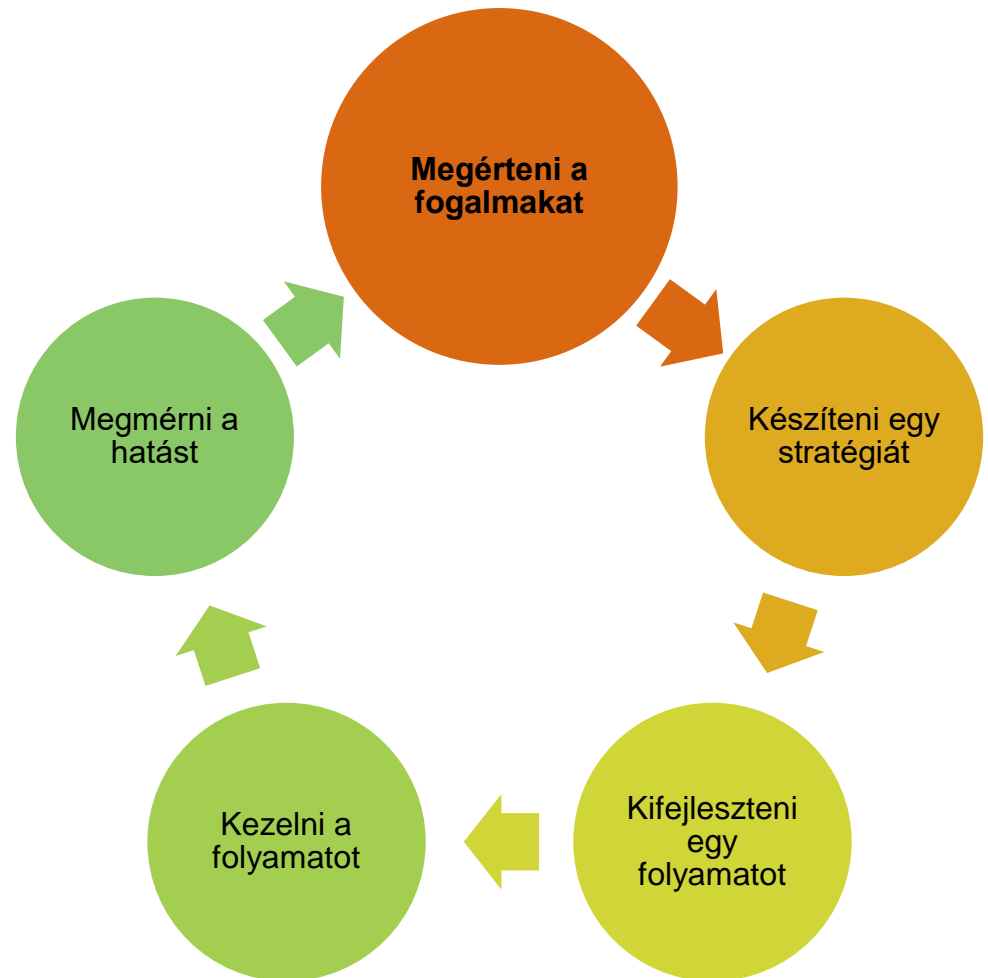 Megérteni a
fogalmakat
Készíteni egy
stratégiát
Kifejleszteni
egy
folyamatot
Kezelni a
folyamatot
Megmérni a
hatást